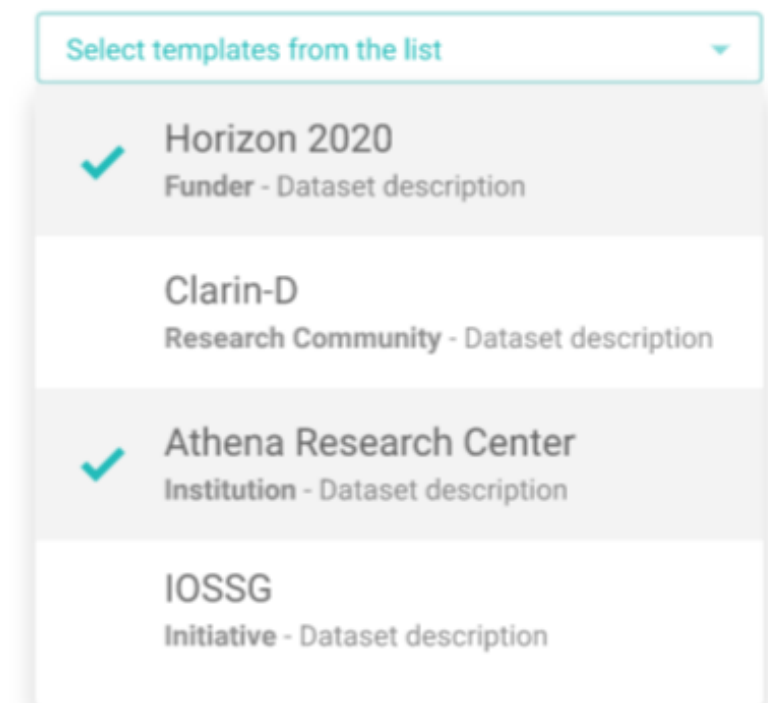 Select templates from the list
Horizon 2020
Funder - Dataset description
Clarin-D
Research Community - Dataset description
Athena Research Center
Institution - Dataset description
IOSSG
Initiative - Dataset description